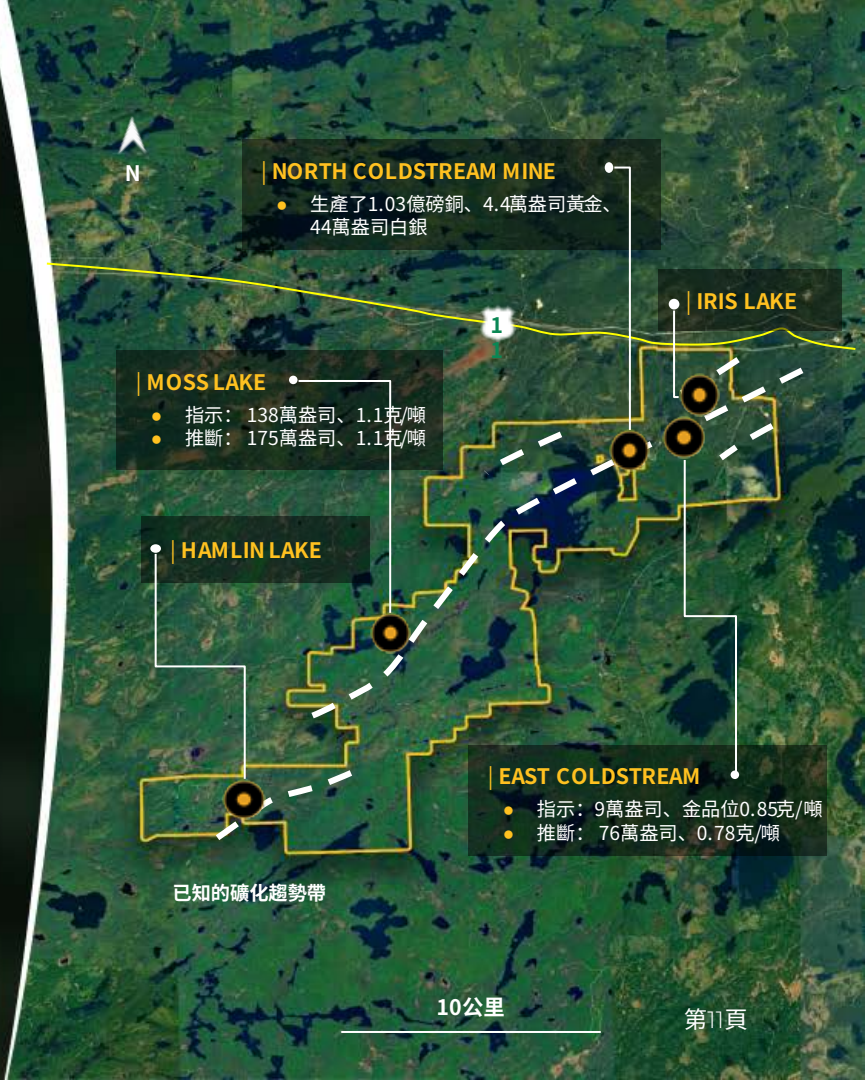 N
| NORTH COLDSTREAM MINE
● 生產了1.03億磅銅、4.4萬盎司黃金、
44萬盎司白銀
| IRIS LAKE
1
1
| MOSS LAKE
● 指示： 138萬盎司、1.1克/噸
● 推斷： 175萬盎司、1.1克/噸
| HAMLIN LAKE
| EAST COLDSTREAM
● 指示：9萬盎司、金品位0.85克/噸
● 推斷： 76萬盎司、0.78克/噸
已知的礦化趨勢帶
10公里
第11頁